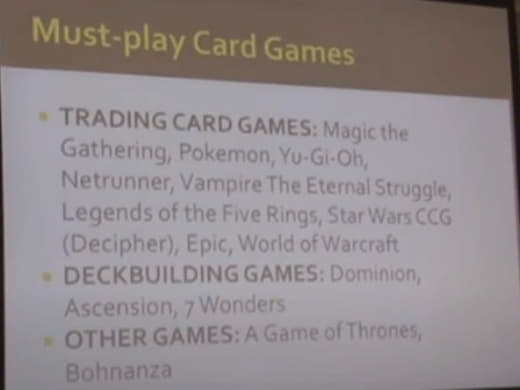 Must-play Card Games
TRADING CARD GAMES: Magic the
Gathering, Pokemon, Yu-Gi-Oh,
Netrunner, Vampire The Eternal Struggle,
Legends of the Five Rings, Star Wars CCG
(Decipher), Epic, World of Warcraft
DECKBUILDING GAMES: Dominion,
Ascension, 7 Wonders
OTHER GAMES: A Game of Thrones,
Bohnanza